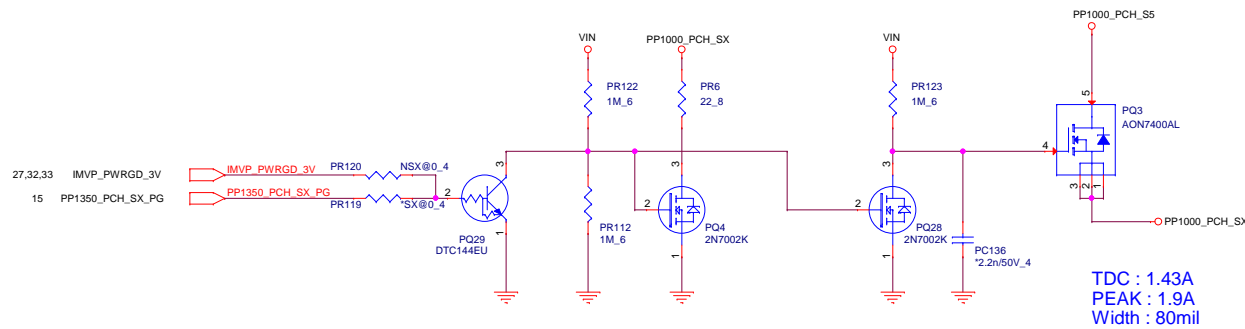 PP1000_PCH_S5
VIN
PP1000_PCH_SX
VIN
PR122
1M_6
PR6
22_8
PR123
1M_6
5
PQ3
AON7400AL
4
3
2
1
27,32,33 IMVP_PWRGD_3V
IMVP_PWRGD_3V
PR120
NSX@0_4
15 PP1350_PCH_SX_PG
PP1350_PCH_SX_PG
PR119
*SX@0_4
2
3
1
PQ29
DTC144EU
PR112
1M_6
2
3
1
PQ4
2N7002K
2
3
1
PQ28
2N7002K
PC136
*2.2n/50V_4
PP1000_PCH_SX
TDC : 1.43A
PEAK : 1.9A
Width : 80mil